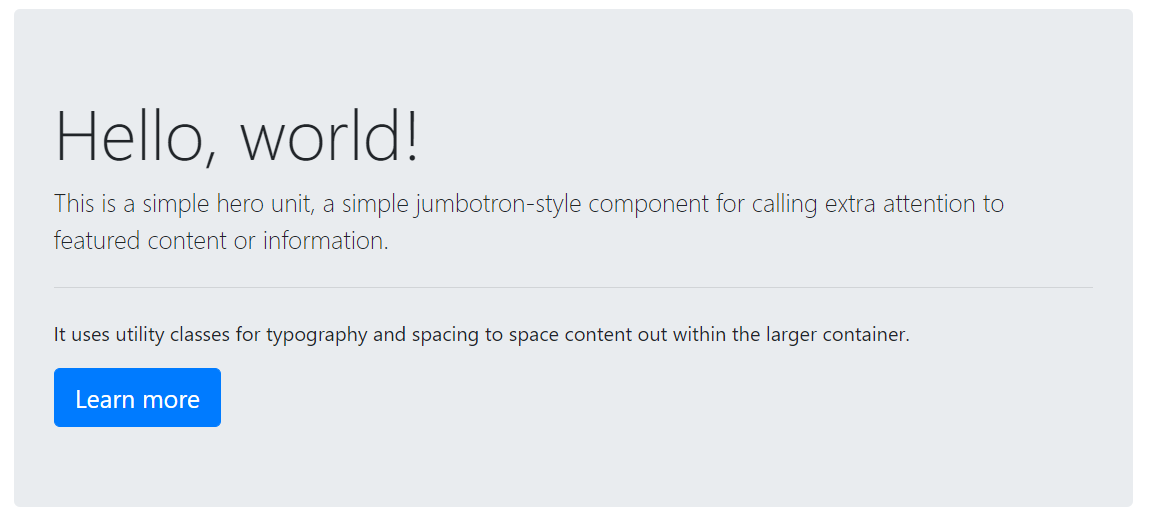 Hello, world!
This is a simple hero unit, a simple jumbotron-style component for calling extra attention to
featured content or information.
It uses utility classes for typography and spacing to space content out within the larger container.
Learn more